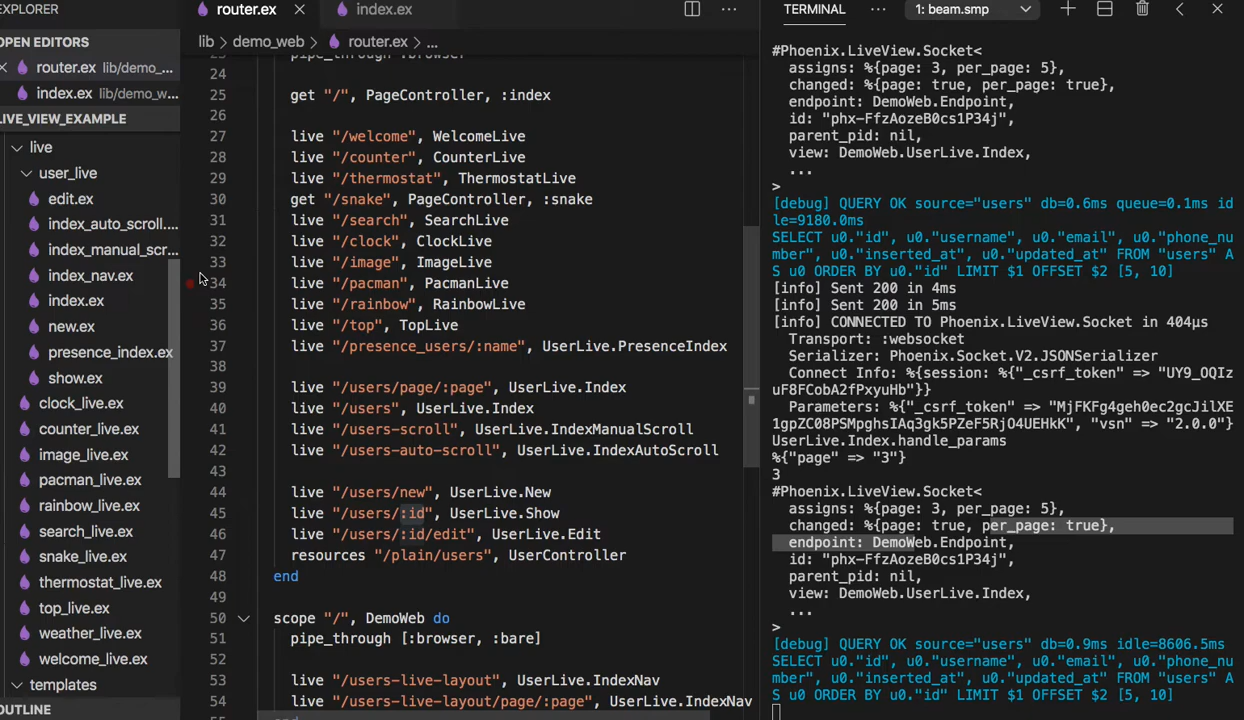 EXPLORER
OPEN EDITORS
router.ex lib/demo_...
index.ex lib/demo_w...
LIVE_VIEW_EXAMPLE
live
user_live
edit.ex
index_auto_scroll....
index_manual_scr...
index_nav.ex
index.ex
new.ex
presence_index.ex
show.ex
clock_live.ex
counter_live.ex
image_live.ex
pacman_live.ex
rainbow_live.ex
search_live.ex
snake_live.ex
thermostat_live.ex
top_live.ex
weather_live.ex
welcome_live.ex
templates
OUTLINE
router.ex index.ex
lib demo_web router.ex ...
pipe_through :browser
24
25 get "/", PageController, :index
26
27 live "/welcome", WelcomeLive
28 live "/counter", CounterLive
29 live "/thermostat", ThermostatLive
30 get "/snake", PageController, :snake
31 live "/search", SearchLive
32 live "/clock", ClockLive
33 live "/image", ImageLive
34 live "/pacman", PacmanLive
35 live "/rainbow", RainbowLive
36 live "/top", TopLive
37 live "/presence_users/:name", UserLive.PresenceIndex
38
39 live "/users/page/:page", UserLive.Index
40 live "/users", UserLive.Index
41 live "/users-scroll", UserLive.IndexManualScroll
42 live "/users-auto-scroll", UserLive.IndexAutoScroll
43
44 live "/users/new", UserLive.New
45 live "/users/:id", UserLive.Show
46 live "/users/:id/edit", UserLive.Edit
47 resources "/plain/users", UserController
48 end
49
50 scope "/", DemoWeb do
51 pipe_through [:browser, :bare]
52
53 live "/users-live-layout", UserLive.IndexNav
54 live "/users-live-layout/page/:page", UserLive.IndexNav
TERMINAL ... 1: beam.smp
#Phoenix.LiveView.Socket<
assigns: %{page: 3, per_page: 5},
changed: %{page: true, per_page: true},
endpoint: DemoWeb.Endpoint,
id: "phx-FfzAozeB0cs1P34j",
parent_pid: nil,
view: DemoWeb.UserLive.Index,
...
>
[debug] QUERY OK source="users" db=0.6ms queue=0.1ms id
le=9180.0ms
SELECT u0."id", u0."username", u0."email", u0."phone_nu
mber", u0."inserted_at", u0."updated_at" FROM "users" A
S u0 ORDER BY u0."id" LIMIT $1 OFFSET $2 [5, 10]
[info] Sent 200 in 4ms
[info] Sent 200 in 5ms
[info] CONNECTED TO Phoenix.LiveView.Socket in 404µs
Transport: :websocket
Serializer: Phoenix.Socket.V2.JSONSerializer
Connect Info: %{session: %{"_csrf_token" => "UY9_OQIz
uF8FCobA2fPxyuHb"}}
Parameters: %{"_csrf_token" => "MjFKFg4geh0ec2gcJilXE
1gpZC08PSMpghsIAq3gk5PZeF5RjO4UEHkK", "vsn" => "2.0.0"}
UserLive.Index.handle_params
%{"page" => "3"}
3
#Phoenix.LiveView.Socket<
assigns: %{page: 3, per_page: 5},
changed: %{page: true, per_page: true},
endpoint: DemoWeb.Endpoint,
id: "phx-FfzAozeB0cs1P34j",
parent_pid: nil,
view: DemoWeb.UserLive.Index,
...
>
[debug] QUERY OK source="users" db=0.9ms idle=8606.5ms
SELECT u0."id", u0."username", u0."email", u0."phone_nu
mber", u0."inserted_at", u0."updated_at" FROM "users" A
S u0 ORDER BY u0."id" LIMIT $1 OFFSET $2 [5, 10]